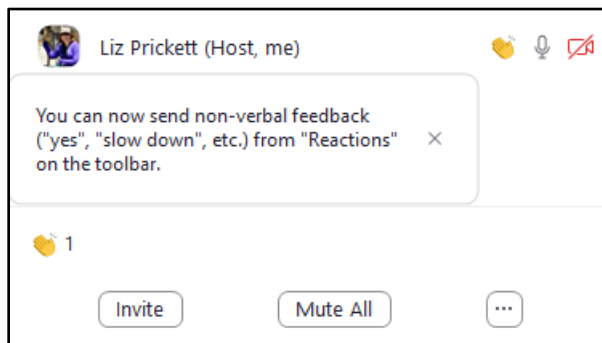 Liz Prickett (Host, me)
You can now send non-verbal feedback
("yes", "slow down", etc.) from "Reactions"
on the toolbar.
1
Invite
Mute All